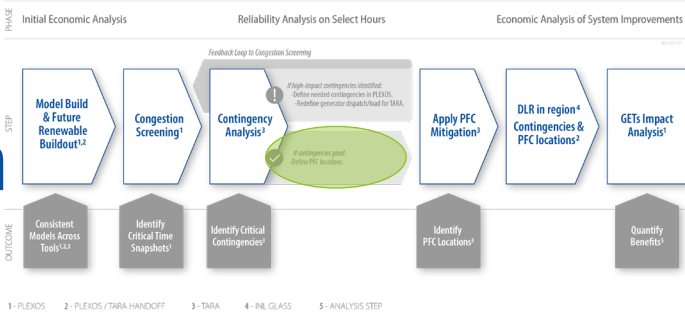 PHASE
Initial Economic Analysis
Reliability Analysis on Select Hours
Economic Analysis of System Improvements
Feedback Loop to Congestion Screening
STEP
Model Build
& Future
Renewable
Buildout1,2
Congestion
Screening1
Contingency
Analysis3
!
If high-impact contingencies identified:
-Define needed contingencies in PLEXOS.
-Redefine generator dispatch/load for TARA.
If contingencies good:
-Define PFC locations.
Apply PFC
Mitigation3
DLR in region4
Contingencies &
PFC locations2
GETs Impact
Analysis1
OUTCOME
Consistent
Models Across
Tools1,2,3
Identify
Critical Time
Snapshots1
Identify Critical
Contingencies3
Identify
PFC Locations3
Quantify
Benefits5
1 - PLEXOS 2 - PLEXOS / TARA HANDOFF 3 - TARA 4 - INL GLASS 5 - ANALYSIS STEP